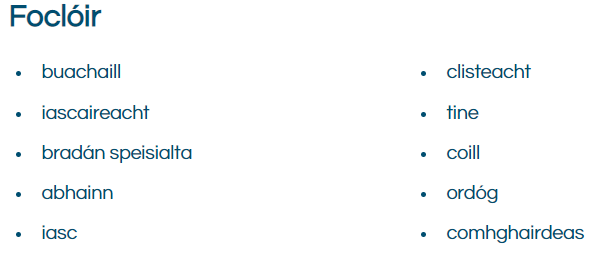 Foclóir
buachaill
iascaireacht
bradán speisialta
abhainn
iasc
clisteacht
tine
coill
ordóg
comhghairdeas